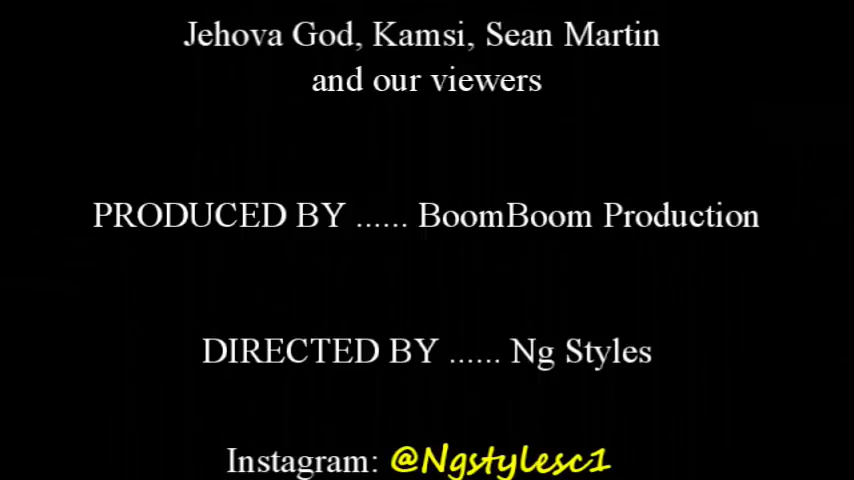 Jehova God, Kamsi, Sean Martin
and our viewers
PRODUCED BY ...... BoomBoom Production
DIRECTED BY ...... Ng Styles
Instagram: @Ngstylesc1